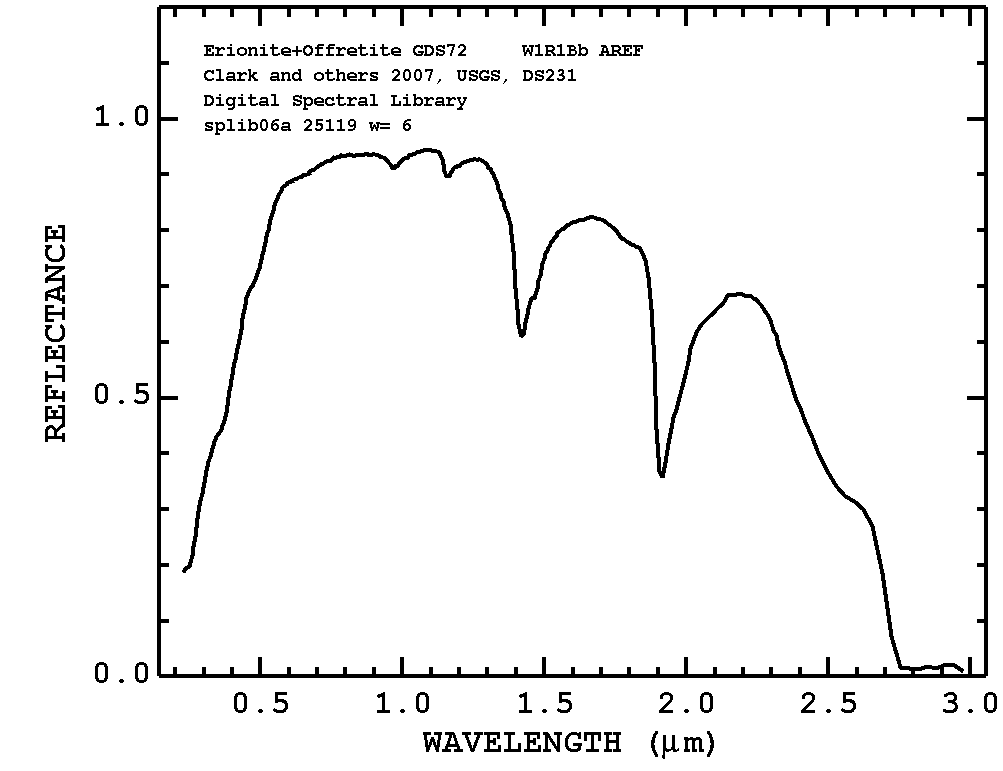 Erionite+Offretite GDS72 W1R1Bb AREF
Clark and others 2007, USGS, DS231
Digital Spectral Library
splib06a 25119 w= 6
1.0
0.5
0.0
REFLECTANCE
0.5 1.0 1.5 2.0 2.5 3.0
WAVELENGTH (μm)